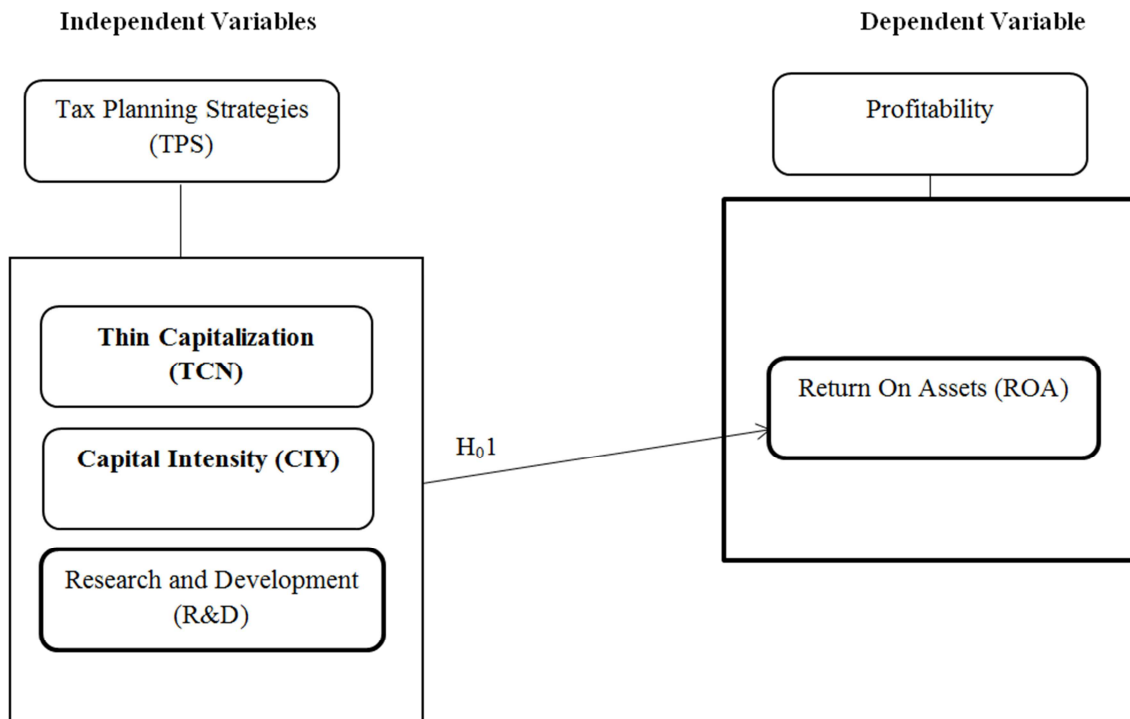 Independent Variables
Dependent Variable
Tax Planning Strategies
(TPS)
Profitability
Thin Capitalization
(TCN)
Capital Intensity (CIY)
Research and Development
(R&D)
H₀1
Return On Assets (ROA)